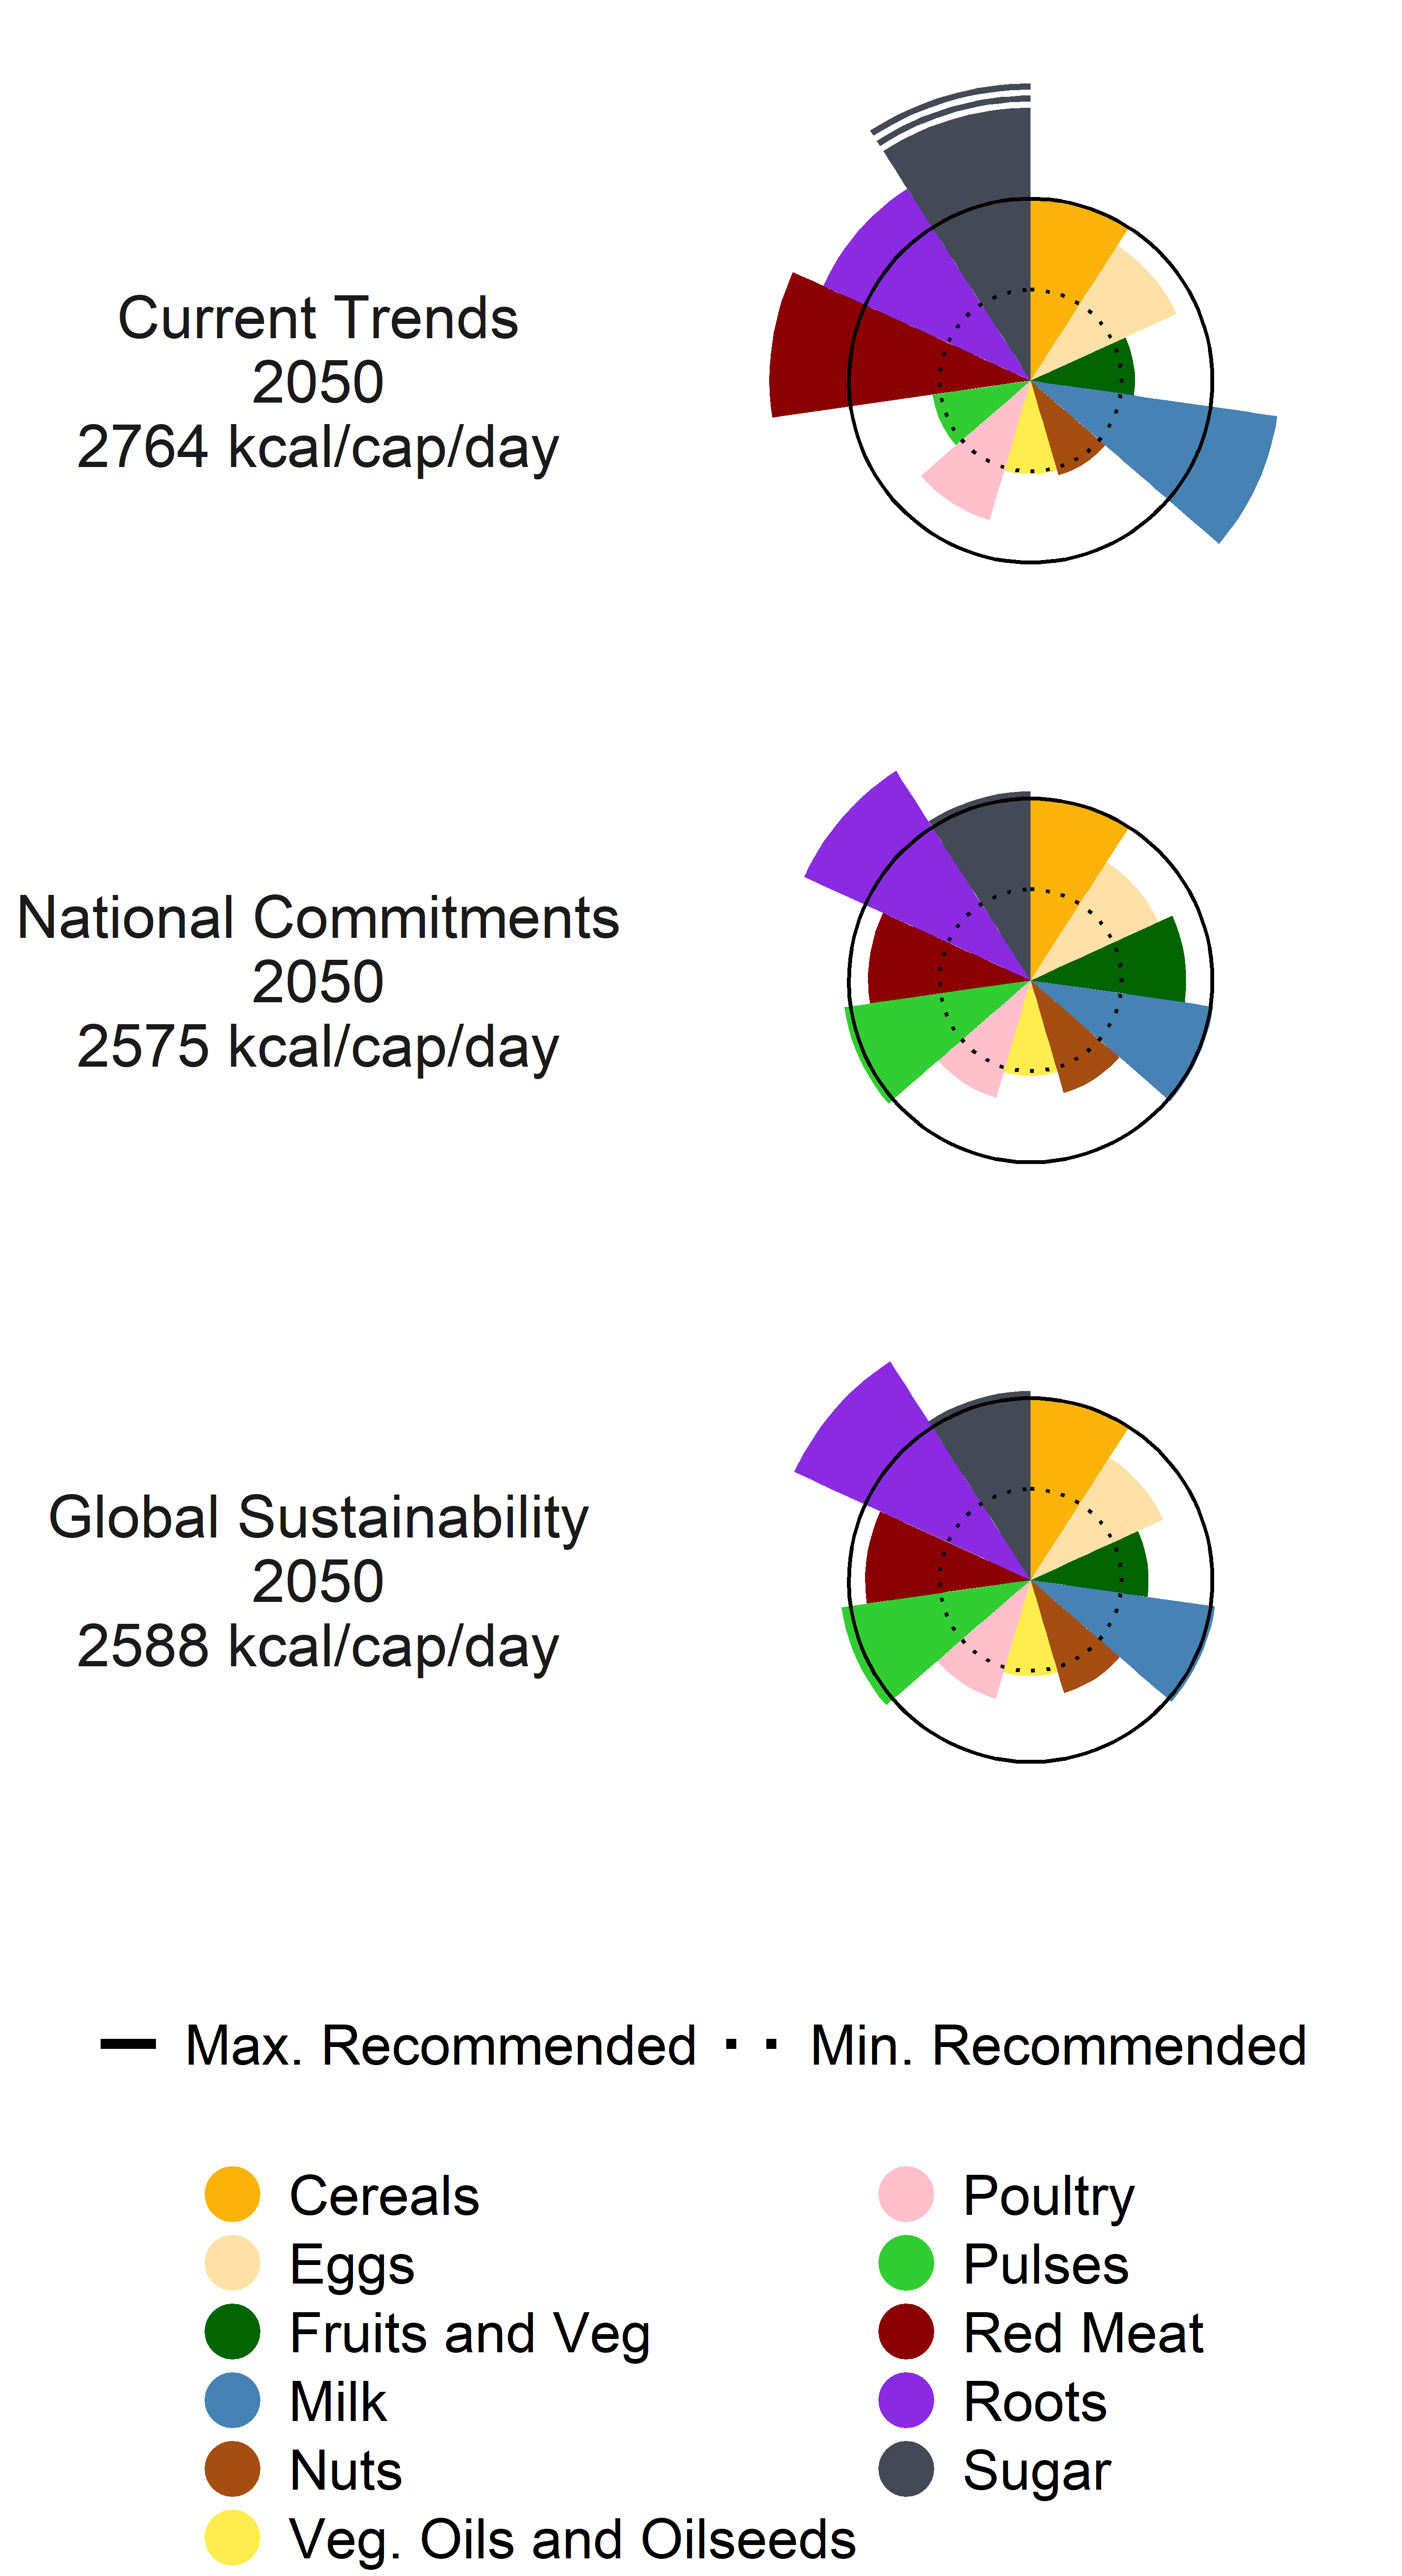 Current Trends
2050
2764 kcal/cap/day
National Commitments
2050
2575 kcal/cap/day
Global Sustainability
2050
2588 kcal/cap/day
Max. Recommended Min. Recommended
Cereals
Eggs
Fruits and Veg
Milk
Nuts
Veg. Oils and Oilseeds
Poultry
Pulses
Red Meat
Roots
Sugar